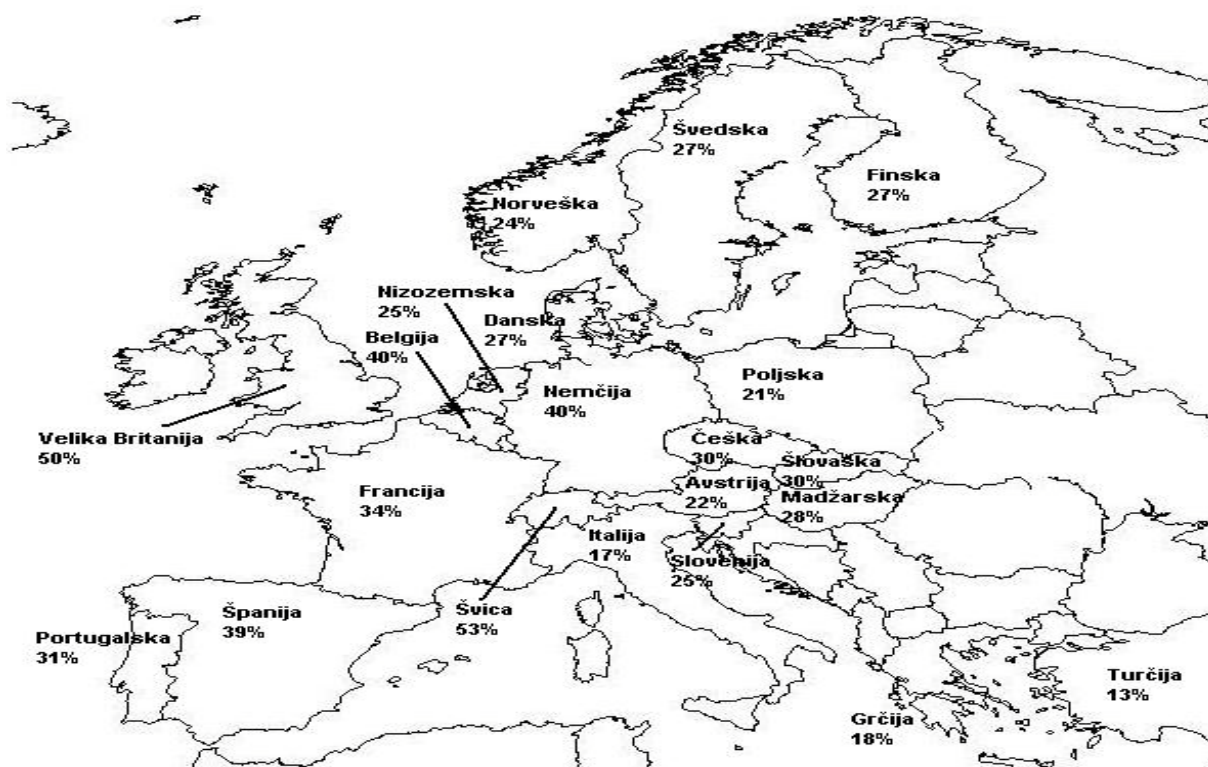 Švedska
27%
Finska
27%
Norveška
24%
Nizozemska
25%
Danska
27%
Belgija
40%
Nemčija
40%
Poljska
21%
Velika Britanija
50%
Češka
30%
Slovaška
30%
Avstrija
22%
Madžarska
28%
Francija
34%
Italija
17%
Slovenija
25%
Španija
39%
Švica
53%
Portugalska
31%
Turčija
13%
Grčija
18%